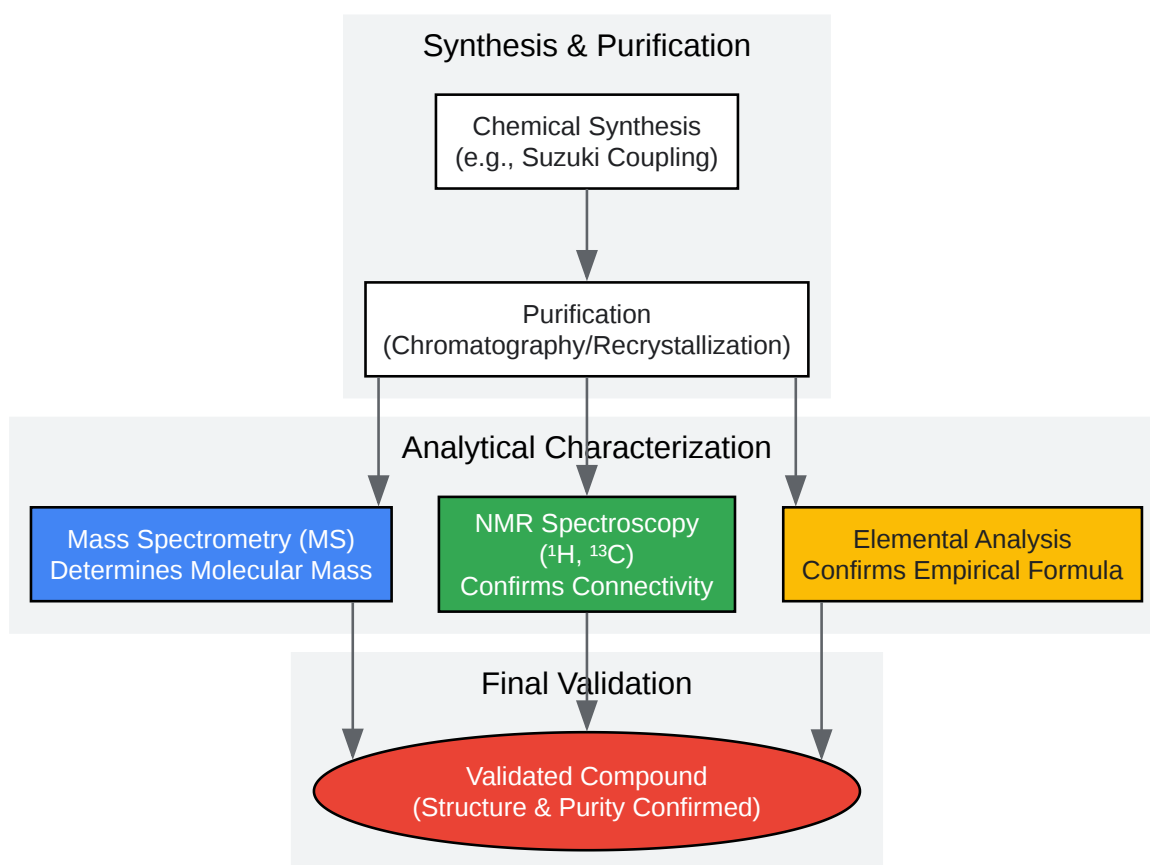 Synthesis & Purification
Chemical Synthesis
(e.g., Suzuki Coupling)
Purification
(Chromatography/Recrystallization)
Analytical Characterization
Mass Spectrometry (MS)
Determines Molecular Mass
NMR Spectroscopy
(¹H, ¹³C)
Confirms Connectivity
Elemental Analysis
Confirms Empirical Formula
Final Validation
Validated Compound
(Structure & Purity Confirmed)